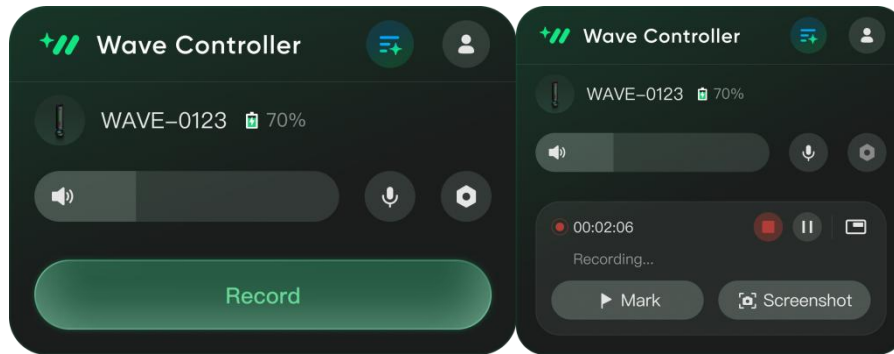 Wave Controller
WAVE-0123 70%
Record
Wave Controller
WAVE-0123 70%
00:02:06
Recording...
Mark Screenshot